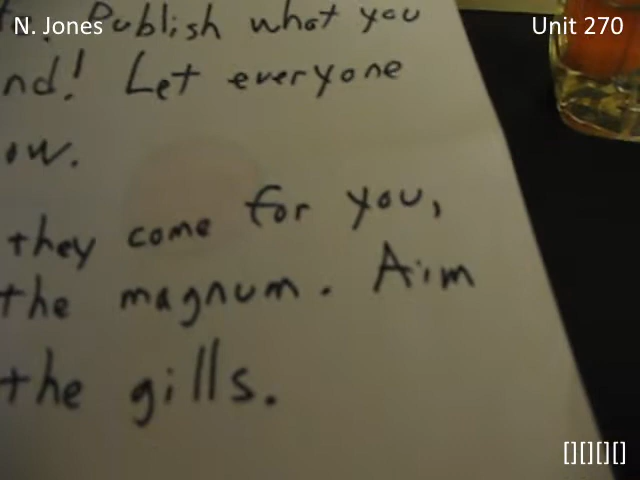 N. Jones
Unit 270
Publish what you
nd! Let everyone
ow.
they come for you,
the magnum. Aim
the gills.
[][][][]